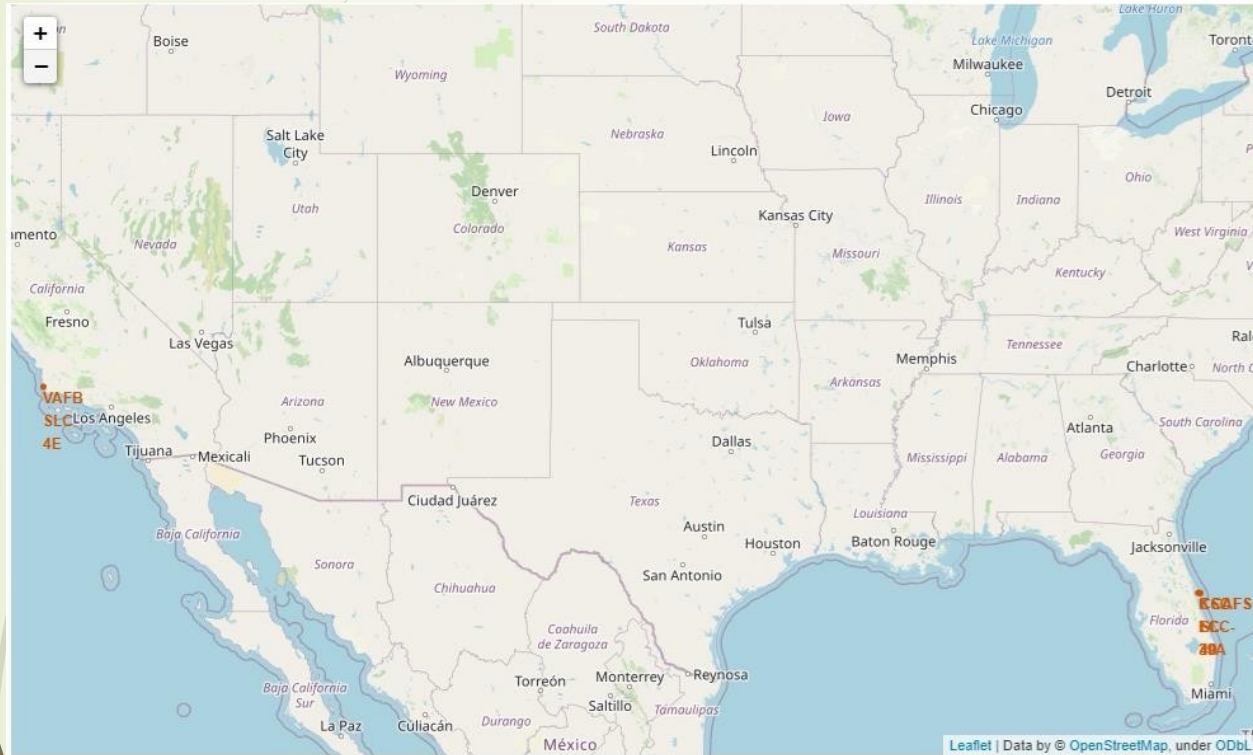 +
−
South Dakota
Lake Huron
Boise
Lake Michigan
Toront
Milwaukee
Wyoming
Detroit
Chicago
Iowa
Salt Lake
City
Nebraska
Lincoln
Ohio
Denver
Utah
Illinois
Indiana
Kansas City
Colorado
amento
Nevada
Kansas
Missouri
West Virginia
Kentucky
California
Fresno
Las Vegas
Tulsa
Tennessee
Ral
Albuquerque
Oklahoma
Memphis
Charlotte
North C
Arkansas
VAFB
SLC-
4E
Los Angeles
Arizona
New Mexico
Phoenix
Dallas
Atlanta
South Carolina
Tijuana
Mexicali
Tucson
Mississippi
Alabama
Georgia
Ciudad Juárez
Texas
Louisiana
Baja California
Austin
Houston
Baton Rouge
Jacksonville
Sonora
San Antonio
Chihuahua
Florida
Coahuila
de Zaragoza
Torreón
Monterrey
Reynosa
Baja California
Sur
Saltillo
Tamaulipas
Miami
La Paz
Culiacán
Durango
México
Leaflet | Data by © OpenStreetMap, under ODbL